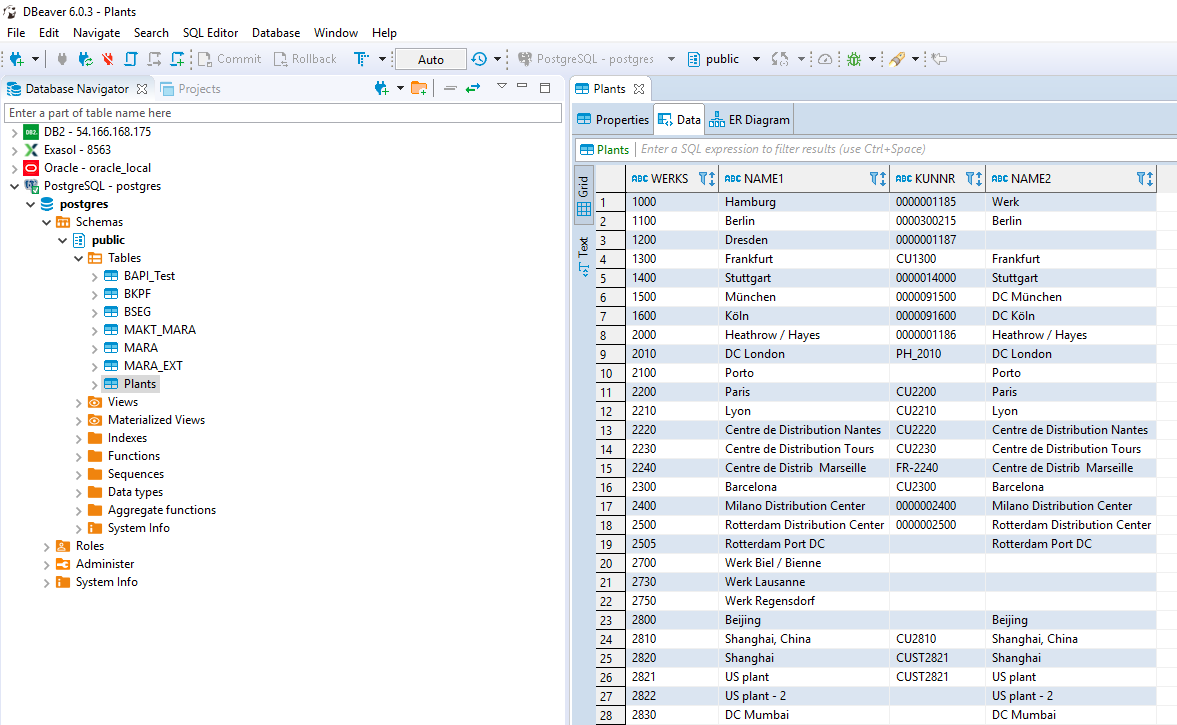 DBeaver 6.0.3 - Plants
File Edit Navigate Search SQL Editor Database Window Help
Commit Rollback Auto PostgreSQL - postgres public
Database Navigator Projects
Enter a part of table name here
DB2 - 54.166.168.175
Exasol - 8563
Oracle - oracle_local
PostgreSQL - postgres
postgres
Schemas
public
Tables
BAPI_Test
BKPF
BSEG
MAKT_MARA
MARA
MARA_EXT
Plants
Views
Materialized Views
Indexes
Functions
Sequences
Data types
Aggregate functions
System Info
Roles
Administer
System Info
Plants
Properties Data ER Diagram
Plants Enter a SQL expression to filter results (use Ctrl+Space)
Grid
Text
ABC WERKS ABC NAME1 ABC KUNNR ABC NAME2
1 1000 Hamburg 0000001185 Werk
2 1100 Berlin 0000300215 Berlin
3 1200 Dresden 0000001187
4 1300 Frankfurt CU1300 Frankfurt
5 1400 Stuttgart 0000014000 Stuttgart
6 1500 München 0000091500 DC München
7 1600 Köln 0000091600 DC Köln
8 2000 Heathrow / Hayes 0000001186 Heathrow / Hayes
9 2010 DC London PH_2010 DC London
10 2100 Porto Porto
11 2200 Paris CU2200 Paris
12 2210 Lyon CU2210 Lyon
13 2220 Centre de Distribution Nantes CU2220 Centre de Distribution Nantes
14 2230 Centre de Distribution Tours CU2230 Centre de Distribution Tours
15 2240 Centre de Distrib  Marseille FR-2240 Centre de Distrib  Marseille
16 2300 Barcelona CU2300 Barcelona
17 2400 Milano Distribution Center 0000002400 Milano Distribution Center
18 2500 Rotterdam Distribution Center 0000002500 Rotterdam Distribution Center
19 2505 Rotterdam Port DC Rotterdam Port DC
20 2700 Werk Biel / Bienne
21 2730 Werk Lausanne
22 2750 Werk Regensdorf
23 2800 Beijing Beijing
24 2810 Shanghai, China CU2810 Shanghai, China
25 2820 Shanghai CUST2821 Shanghai
26 2821 US plant CUST2821 US plant
27 2822 US plant - 2 US plant - 2
28 2830 DC Mumbai DC Mumbai